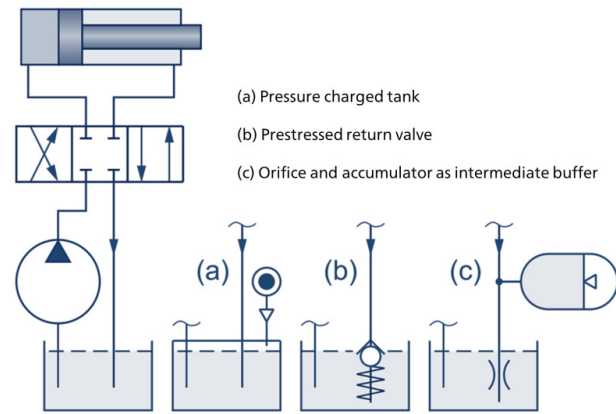 (a) Pressure charged tank
(b) Prestressed return valve
(c) Orifice and accumulator as intermediate buffer
(a)
(b)
(c)